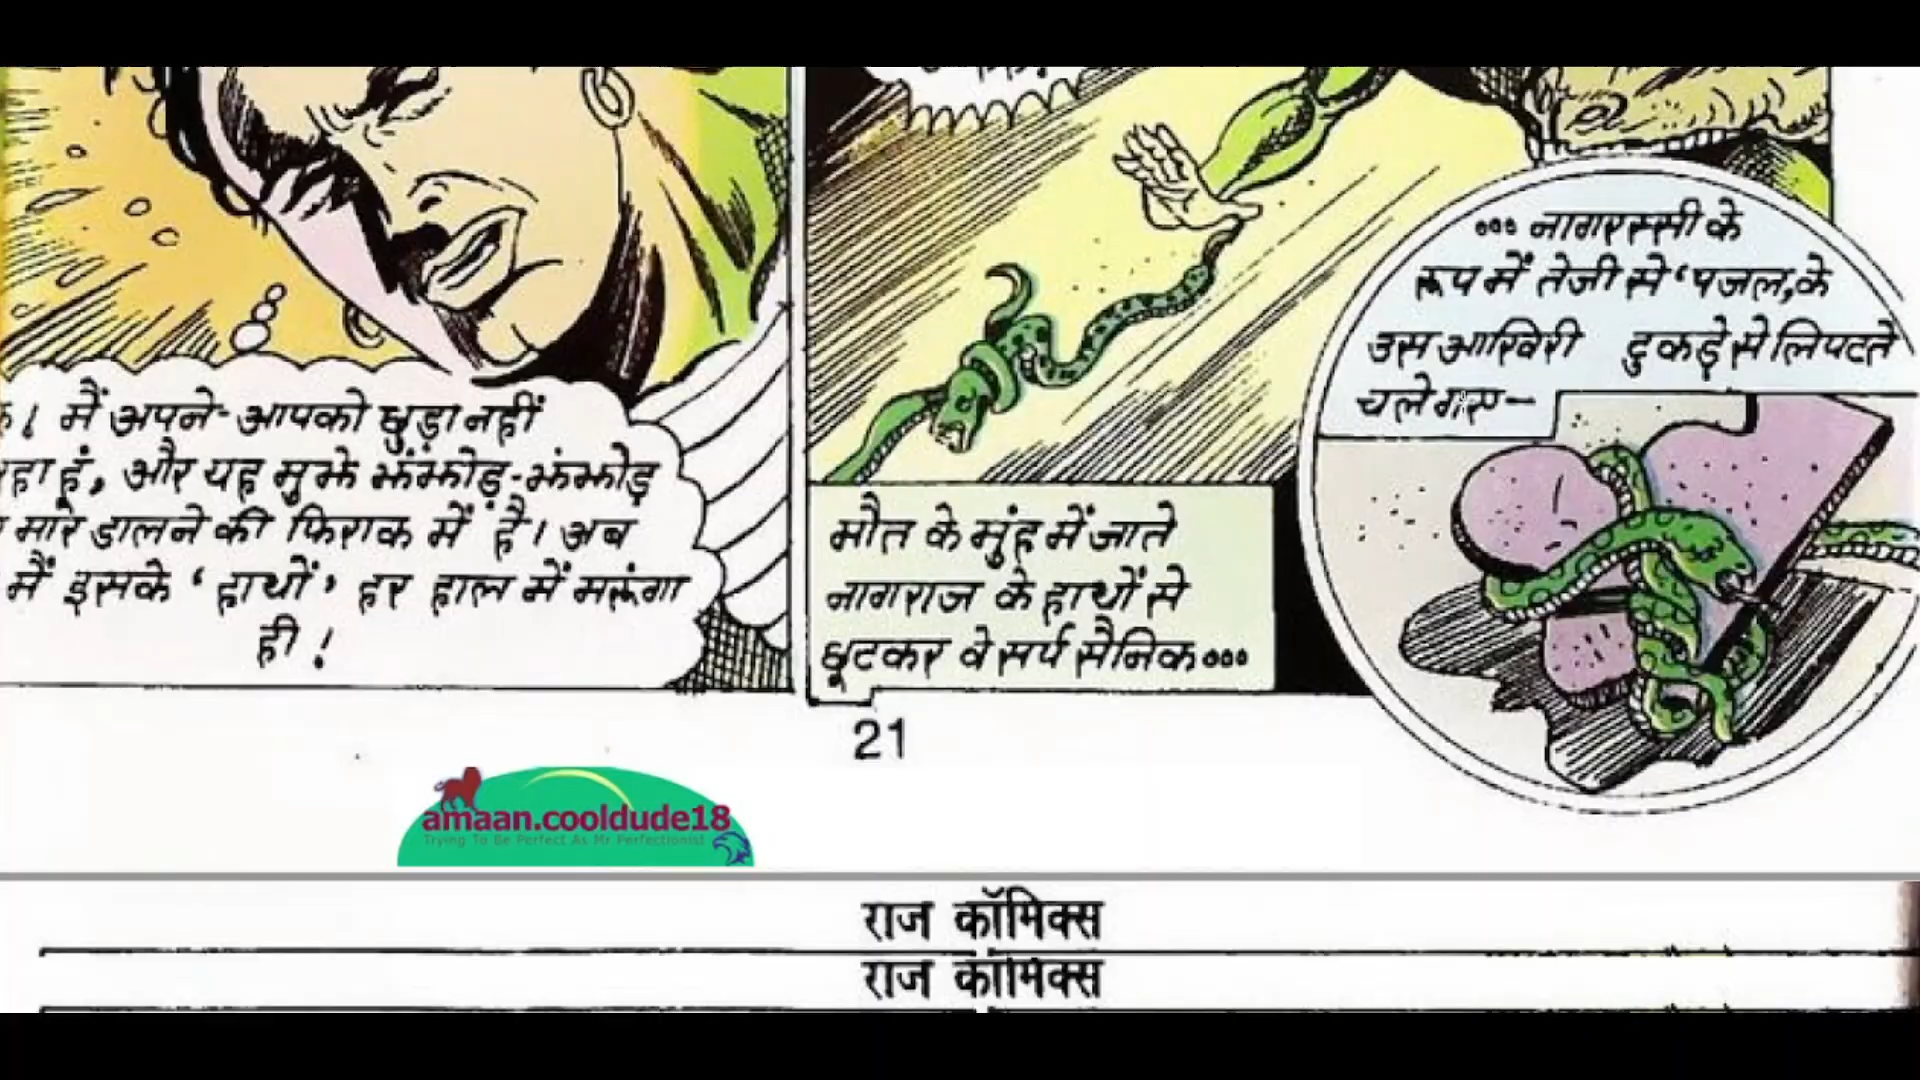 ! मैं अपने-आपको छुड़ा नहीं
हूं, और यह मुझे झंझोड़-झंझोड़
मार डालने की फिराक में है। अब
मैं इसके ‘हाथों’ हर हाल में मरूंगा
ही!
मौत के मुंह में जाते
नागराज के हाथों से
छूटकर वे सर्प सैनिक...
... नागरस्सी के
रूप में तेजी से ‘पजल, के
उस आखिरी टुकड़े से लिपटते
चले गए-
21
amaan.cooldude18
Trying To Be Perfect As Mr Perfectionist
राज कॉमिक्स
राज कॉमिक्स